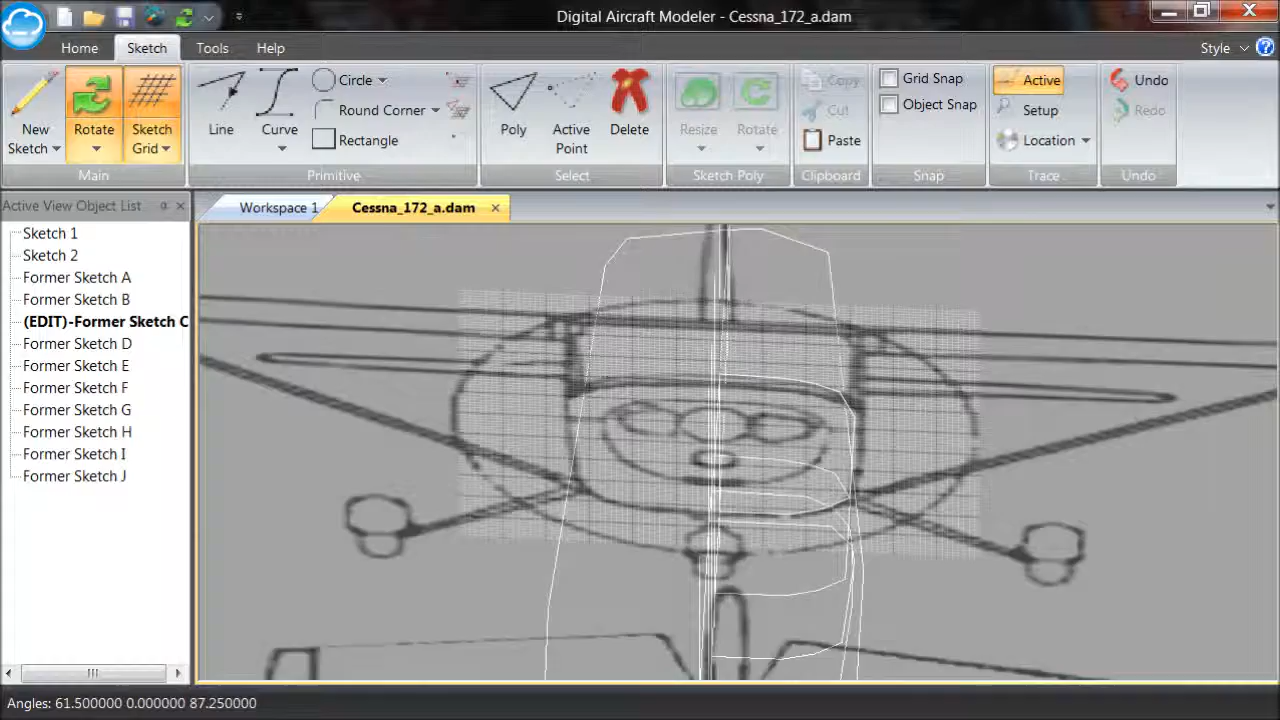 Digital Aircraft Modeler - Cessna_172_a.dam
Home Sketch Tools Help Style
New Sketch
Rotate
Sketch Grid
Main
Line
Curve
Circle
Round Corner
Rectangle
Primitive
Poly
Active Point
Delete
Select
Resize
Rotate
Sketch Poly
Copy
Cut
Paste
Clipboard
Grid Snap
Object Snap
Snap
Active
Setup
Location
Trace
Undo
Redo
Undo
Active View Object List
Workspace 1
Cessna_172_a.dam
Sketch 1
Sketch 2
Former Sketch A
Former Sketch B
(EDIT)-Former Sketch C
Former Sketch D
Former Sketch E
Former Sketch F
Former Sketch G
Former Sketch H
Former Sketch I
Former Sketch J
Angles: 61.500000 0.000000 87.250000